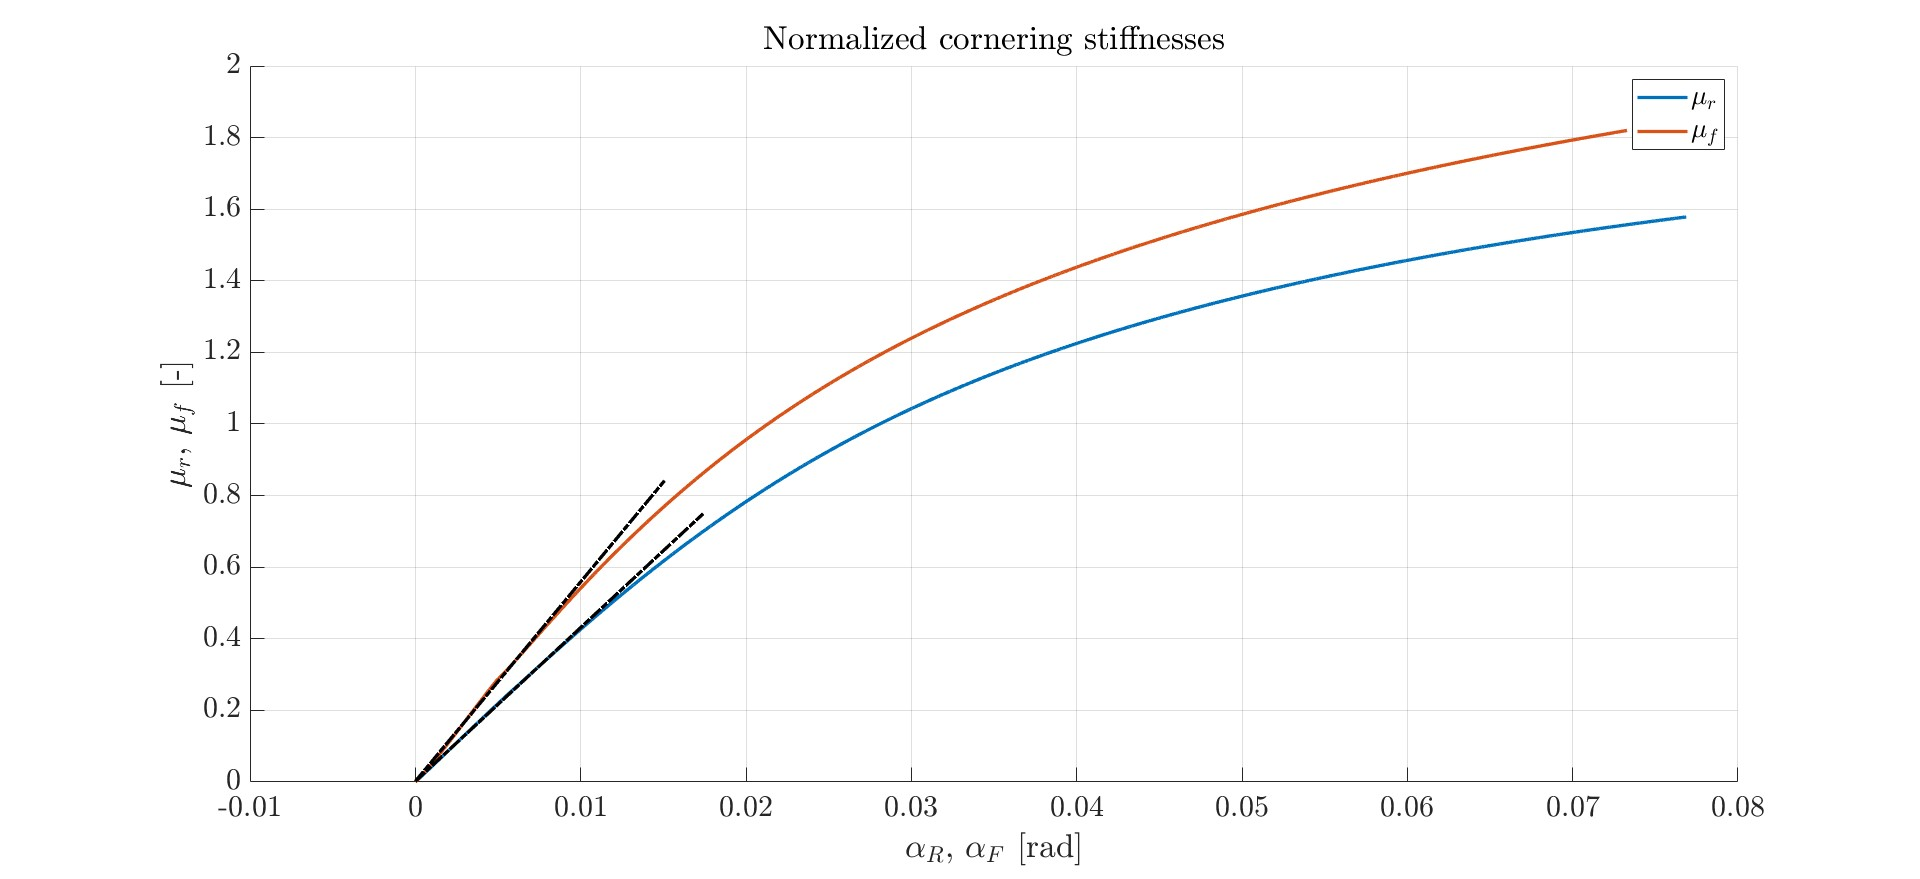 Normalized cornering stiffnesses
2
1.8
1.6
1.4
1.2
1
0.8
0.6
0.4
0.2
0
μr, μf [-]
μr
μf
-0.01 0 0.01 0.02 0.03 0.04 0.05 0.06 0.07 0.08
αR, αF [rad]